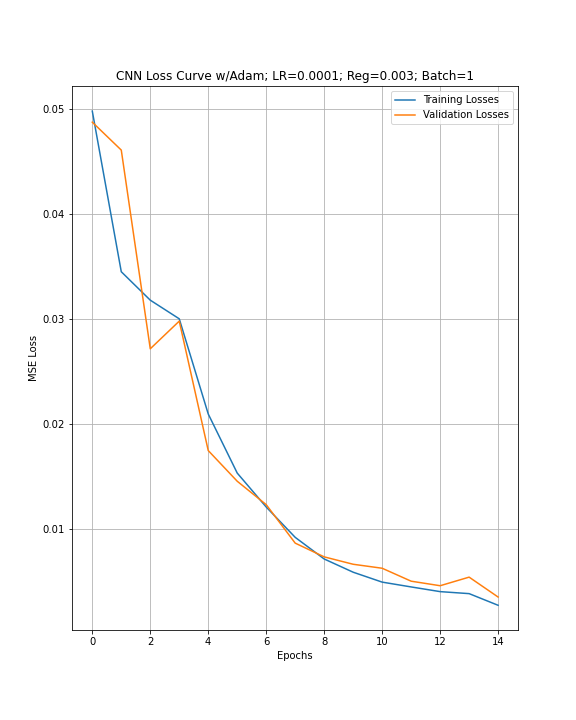 CNN Loss Curve w/Adam; LR=0.0001; Reg=0.003; Batch=1
Training Losses
Validation Losses
0.05
0.04
0.03
0.02
0.01
MSE Loss
0 2 4 6 8 10 12 14
Epochs